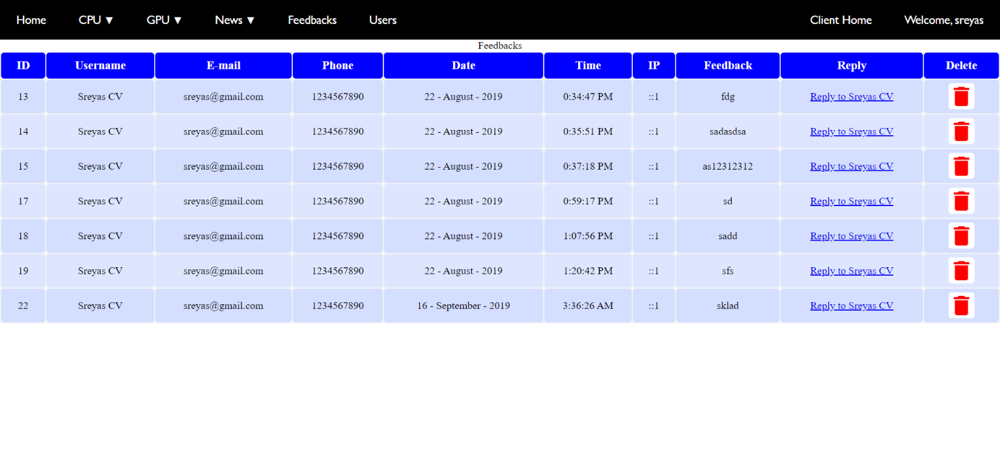 Home CPU ▼ GPU ▼ News ▼ Feedbacks Users Client Home Welcome, sreyas
Feedbacks
ID Username E-mail Phone Date Time IP Feedback Reply Delete
13 Sreyas CV sreyas@gmail.com 1234567890 22 - August - 2019 0:34:47 PM ::1 fdg Reply to Sreyas CV
14 Sreyas CV sreyas@gmail.com 1234567890 22 - August - 2019 0:35:51 PM ::1 sadasdsa Reply to Sreyas CV
15 Sreyas CV sreyas@gmail.com 1234567890 22 - August - 2019 0:37:18 PM ::1 as12312312 Reply to Sreyas CV
17 Sreyas CV sreyas@gmail.com 1234567890 22 - August - 2019 0:59:17 PM ::1 sd Reply to Sreyas CV
18 Sreyas CV sreyas@gmail.com 1234567890 22 - August - 2019 1:07:56 PM ::1 sadd Reply to Sreyas CV
19 Sreyas CV sreyas@gmail.com 1234567890 22 - August - 2019 1:20:42 PM ::1 sfs Reply to Sreyas CV
22 Sreyas CV sreyas@gmail.com 1234567890 16 - September - 2019 3:36:26 AM ::1 sklad Reply to Sreyas CV